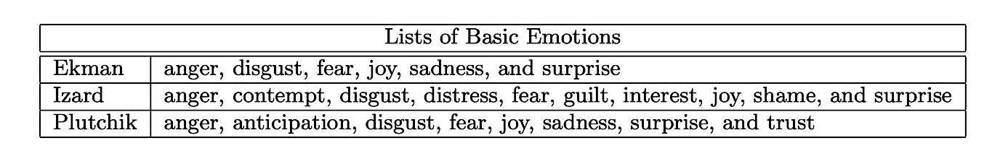 Lists of Basic Emotions
Ekman anger, disgust, fear, joy, sadness, and surprise
Izard anger, contempt, disgust, distress, fear, guilt, interest, joy, shame, and surprise
Plutchik anger, anticipation, disgust, fear, joy, sadness, surprise, and trust